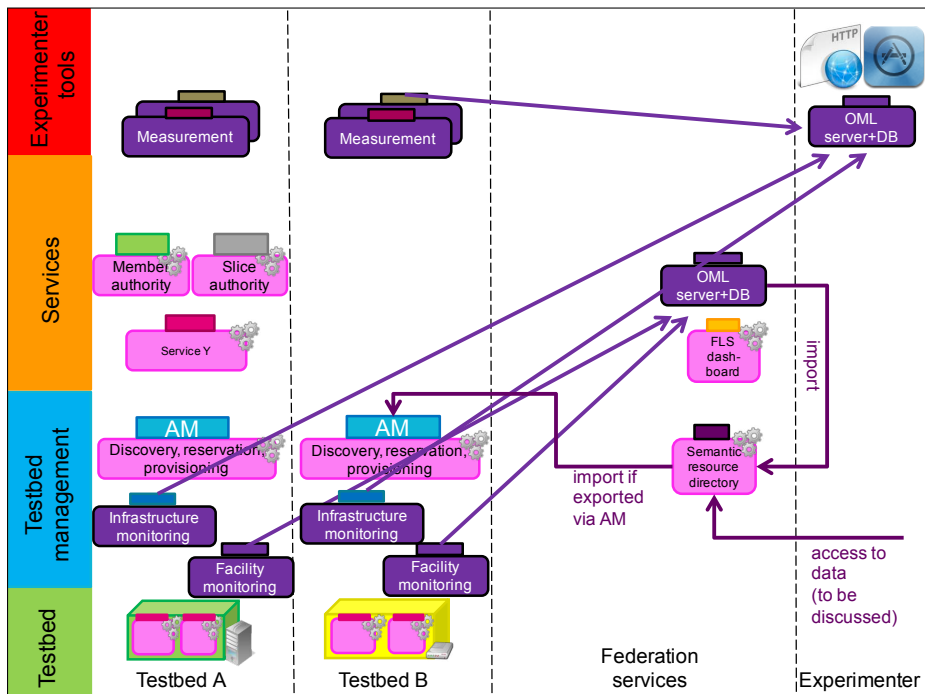 Experimenter
tools
HTTP
Measurement
Measurement
OML
server+DB
Services
Member
authority
Slice
authority
OML
server+DB
Service Y
FLS
dash-
board
import
Testbed
management
AM
Discovery, reservation,
provisioning
AM
Discovery, reservation,
provisioning
Semantic
resource
directory
import if
exported
via AM
Infrastructure
monitoring
Infrastructure
monitoring
Facility
monitoring
Facility
monitoring
access to
data
(to be
discussed)
Testbed
Testbed A
Testbed B
Federation
services
Experimenter